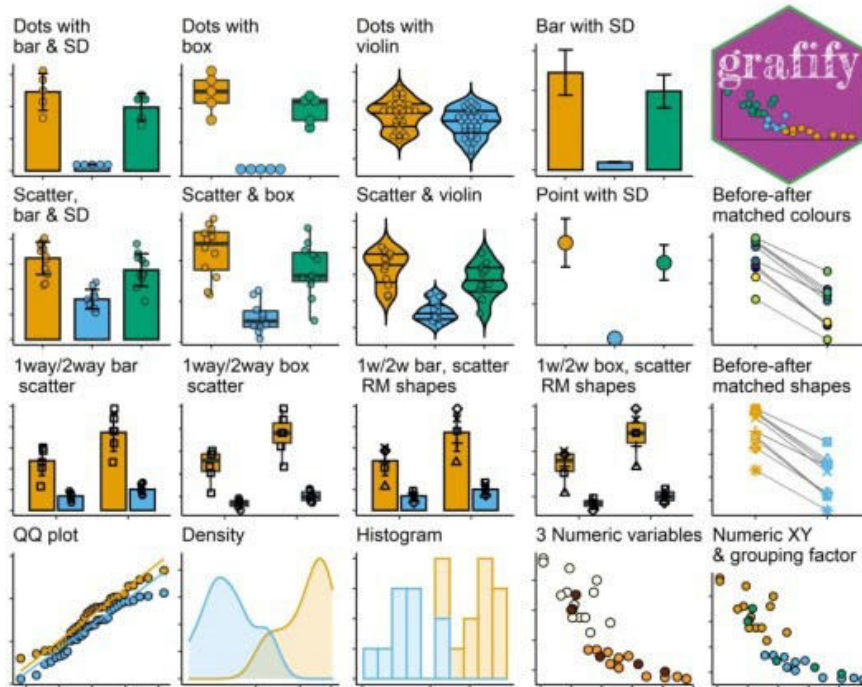 Dots with
bar & SD
Dots with
box
Dots with
violin
Bar with SD
grafify
Scatter,
bar & SD
Scatter & box
Scatter & violin
Point with SD
Before-after
matched colours
1way/2way bar
scatter
1way/2way box
scatter
1w/2w bar, scatter
RM shapes
1w/2w box, scatter
RM shapes
Before-after
matched shapes
QQ plot
Density
Histogram
3 Numeric variables
Numeric XY
& grouping factor